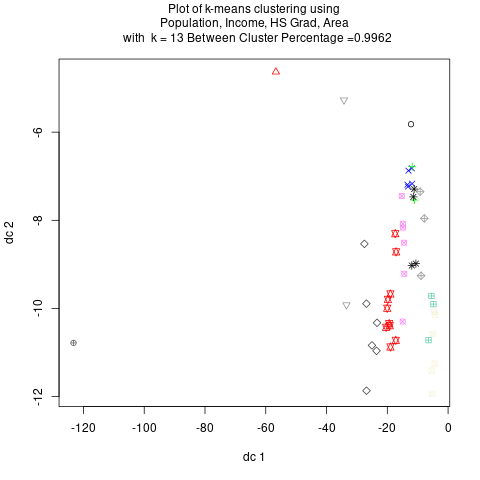 Plot of k-means clustering using
Population, Income, HS Grad, Area
with  k = 13 Between Cluster Percentage =0.9962
dc 2
-6
-8
-10
-12
-120
-100
-80
-60
-40
-20
0
dc 1